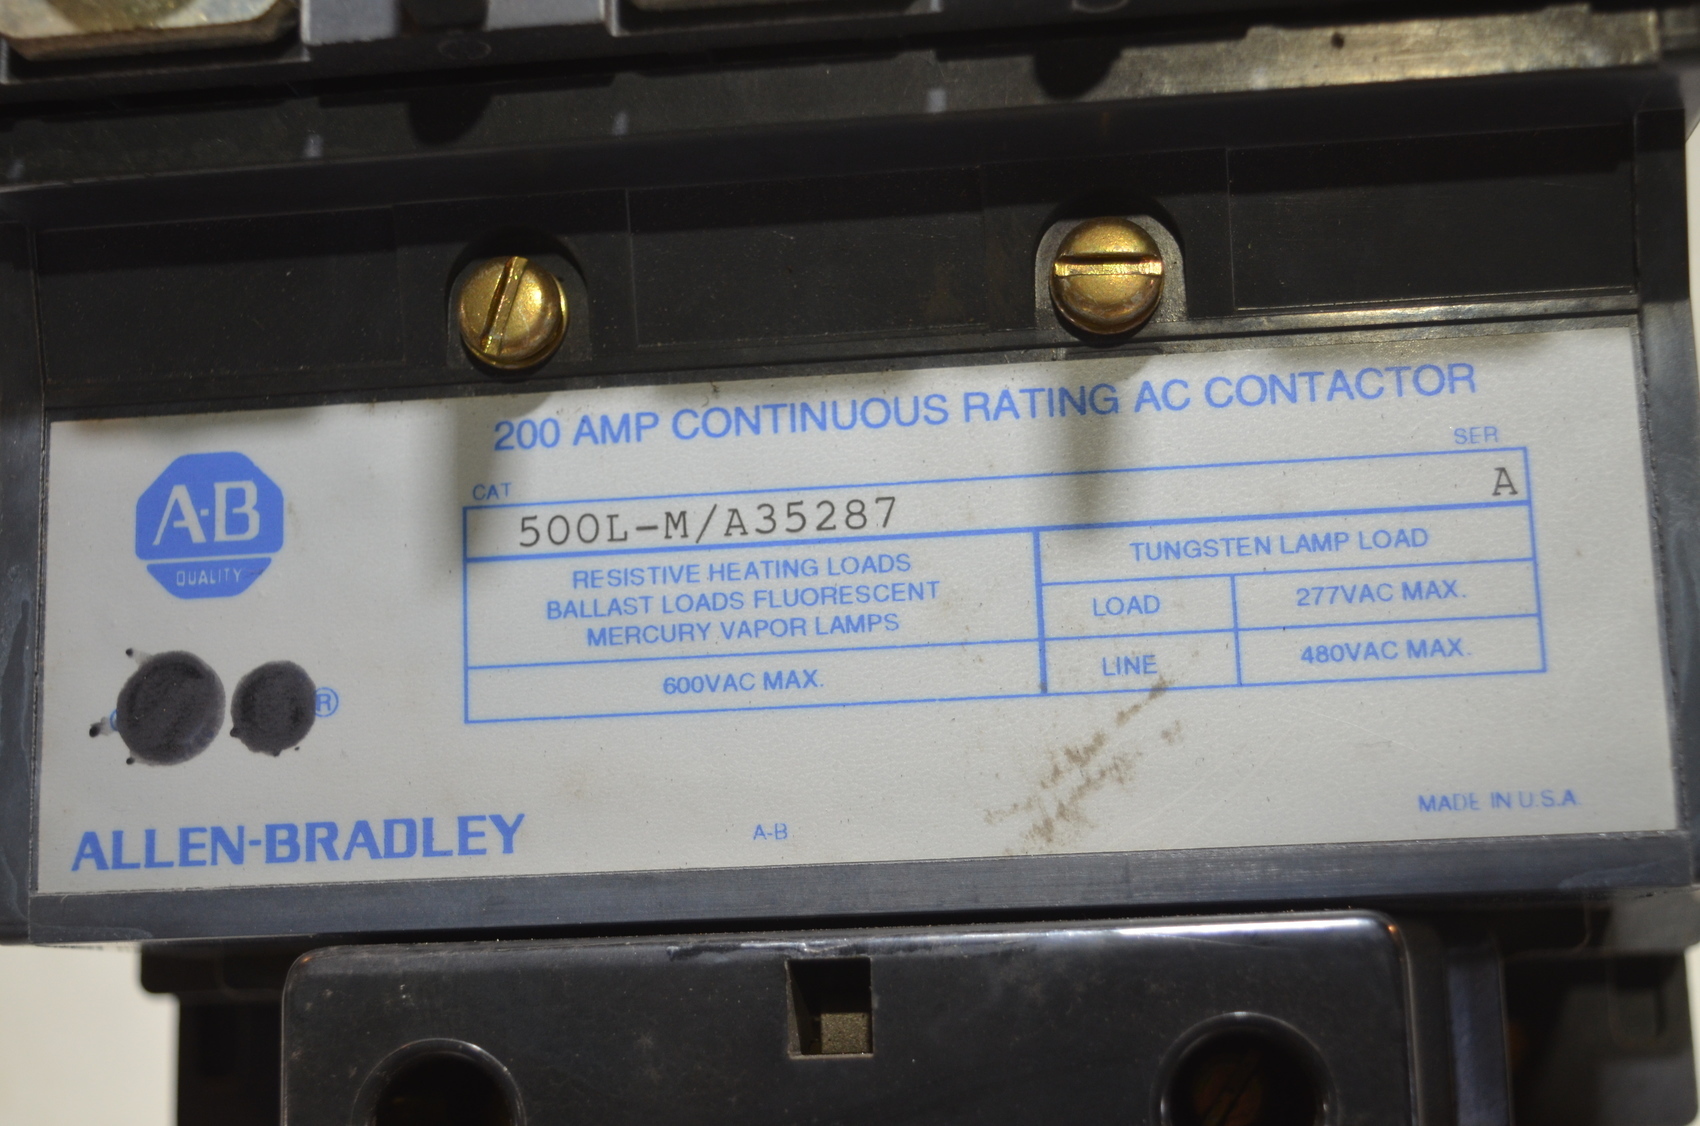 200 AMP CONTINUOUS RATING AC CONTACTOR
CAT SER
500L-M/A35287 A
A-B
QUALITY
RESISTIVE HEATING LOADS
BALLAST LOADS FLUORESCENT
MERCURY VAPOR LAMPS
600VAC MAX.
TUNGSTEN LAMP LOAD
LOAD 277VAC MAX.
LINE 480VAC MAX.
®
ALLEN-BRADLEY
A-B
MADE IN U.S.A.